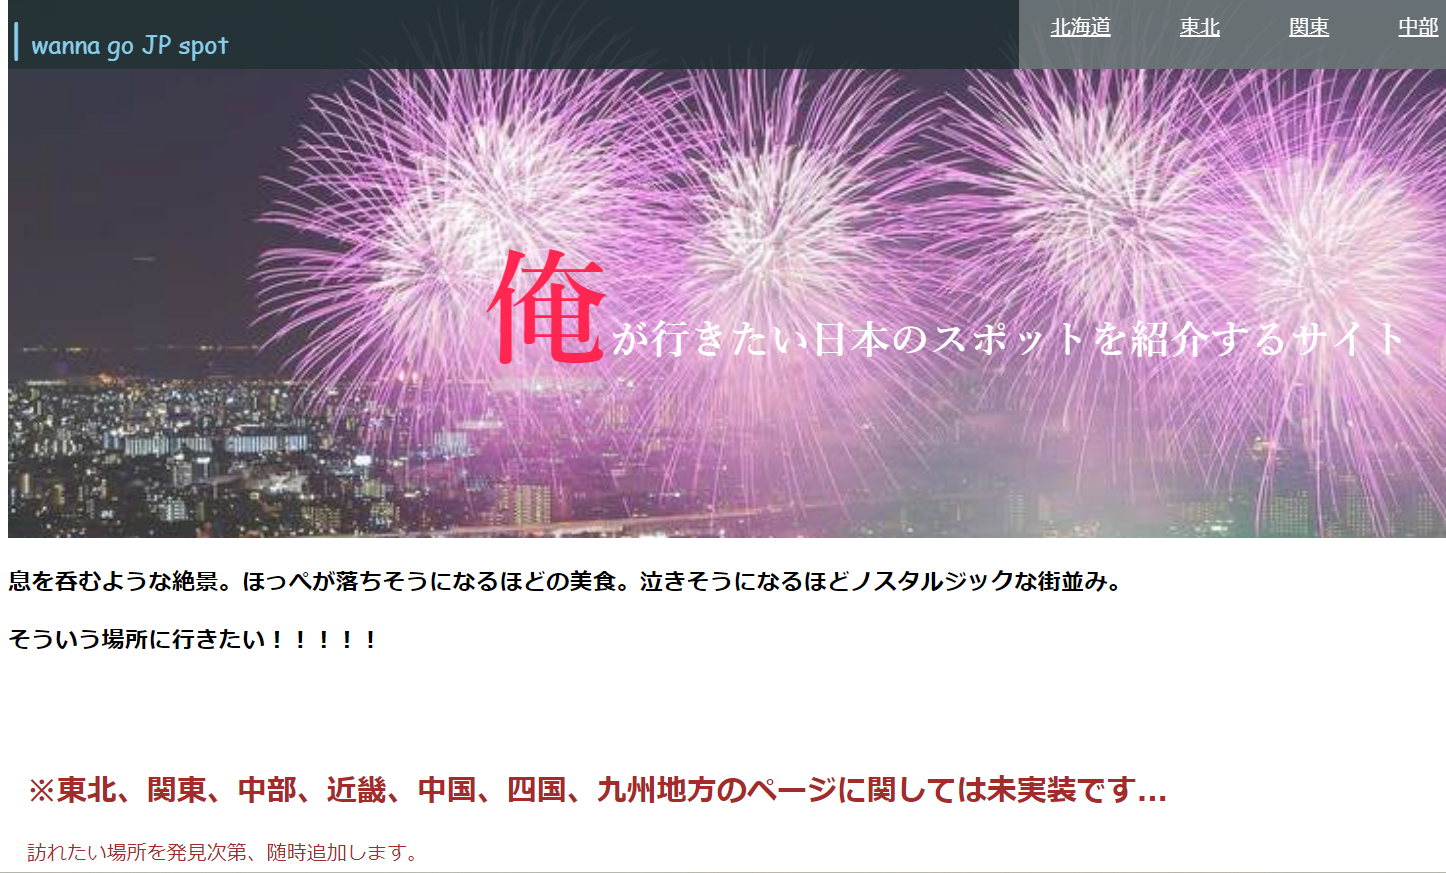 | wanna go JP spot
北海道 東北 関東 中部
俺が行きたい日本のスポットを紹介するサイト
息を呑むような絶景。ほっぺが落ちそうになるほどの美食。泣きそうになるほどノスタルジックな街並み。
そういう場所に行きたい！！！！！
※東北、関東、中部、近畿、中国、四国、九州地方のページに関しては未実装です...
訪れたい場所を発見次第、随時追加します。